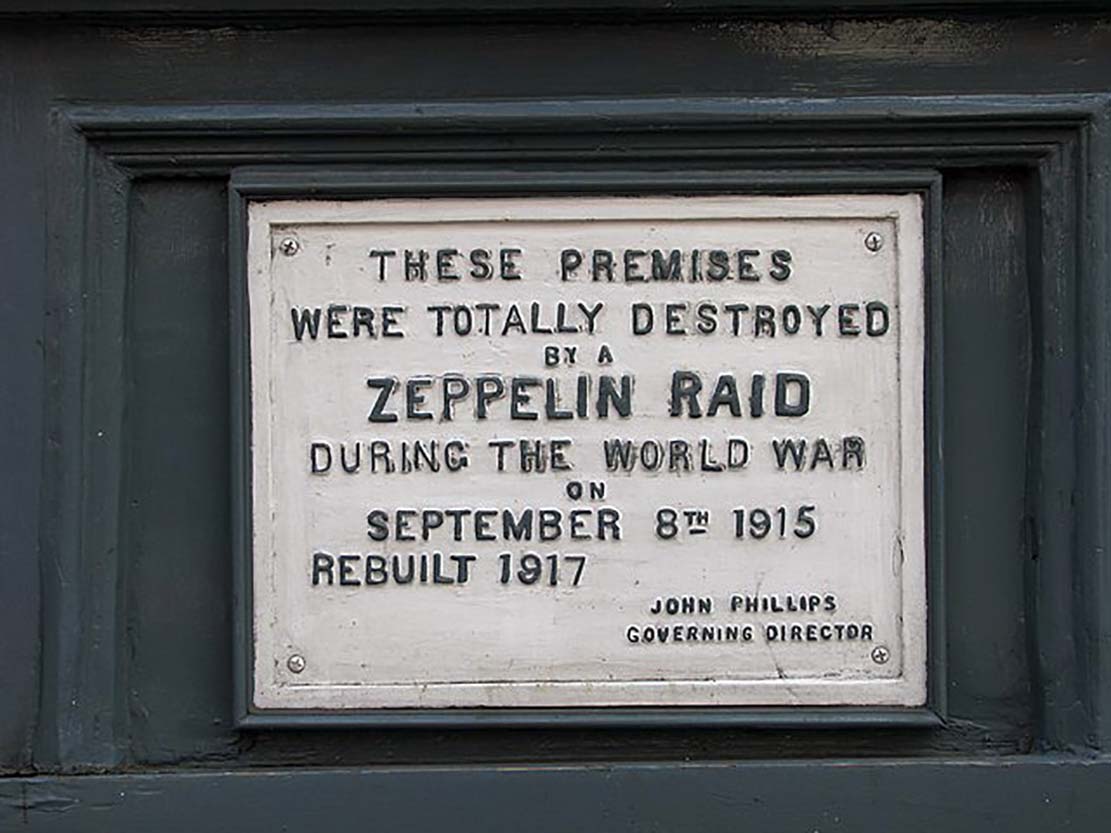 THESE PREMISES
WERE TOTALLY DESTROYED
BY A
ZEPPELIN RAID
DURING THE WORLD WAR
ON
SEPTEMBER 8TH 1915
REBUILT 1917
JOHN PHILLIPS
GOVERNING DIRECTOR